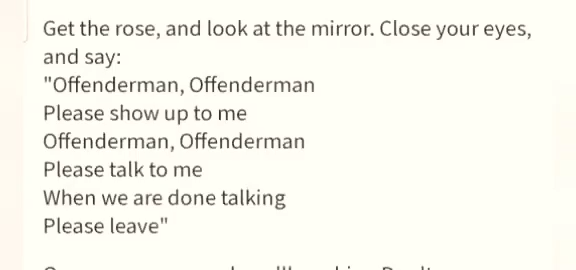 Get the rose, and look at the mirror. Close your eyes,
and say:
"Offenderman, Offenderman
Please show up to me
Offenderman, Offenderman
Please talk to me
When we are done talking
Please leave"